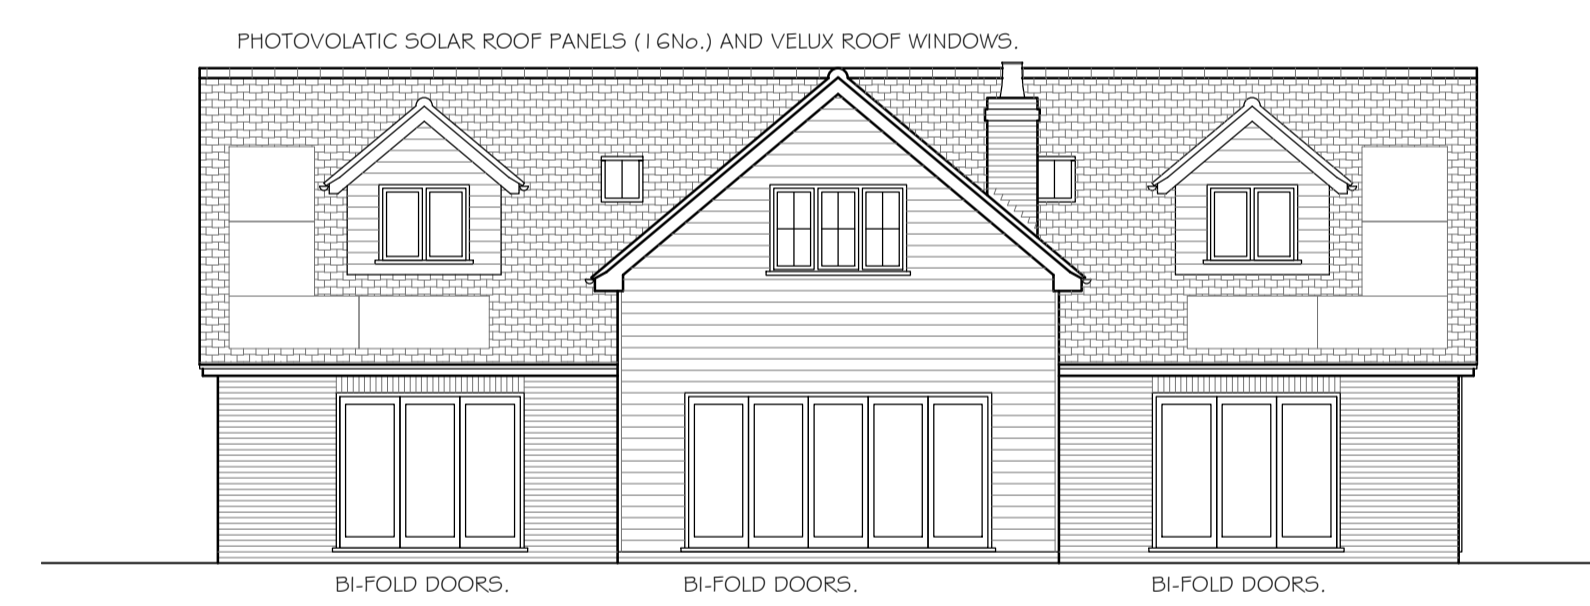 PHOTOVOLATIC SOLAR ROOF PANELS (16No.) AND VELUX ROOF WINDOWS.
BI-FOLD DOORS. BI-FOLD DOORS. BI-FOLD DOORS.